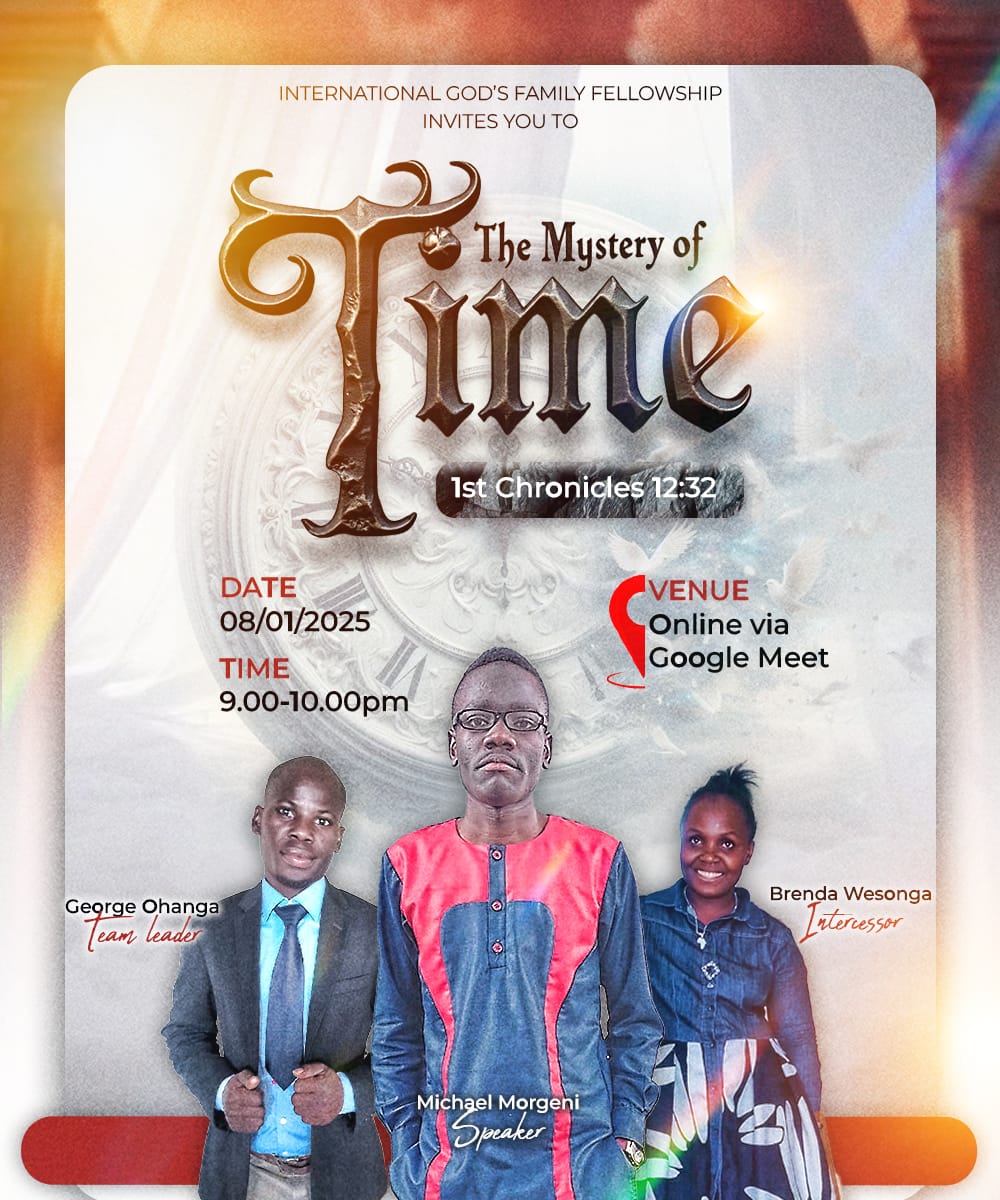 INTERNATIONAL GOD'S FAMILY FELLOWSHIP
INVITES YOU TO
The Mystery of
Time
1st Chronicles 12:32
DATE
08/01/2025
TIME
9.00-10.00pm
VENUE
Online via
Google Meet
George Ohanga
Team leader
Brenda Wesonga
Intercessor
Michael Morgeni
Speaker